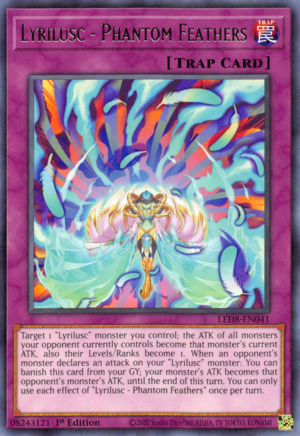 Lyrilusc - Phantom Feathers
TRAP
罠
[Trap Card]
LED8-EN041
Target 1 "Lyrilusc" monster you control; the ATK of all monsters
your opponent currently controls become that monster's current
ATK, also their Levels/Ranks become 1. When an opponent's
monster declares an attack on your "Lyrilusc" monster: You can
banish this card from your GY; your monster's ATK becomes that
opponent's monster's ATK, until the end of this turn. You can only
use each effect of "Lyrilusc - Phantom Feathers" once per turn.
08243121 1st Edition
©2020 Studio Dice/SHUEISHA, TV TOKYO, KONAMI